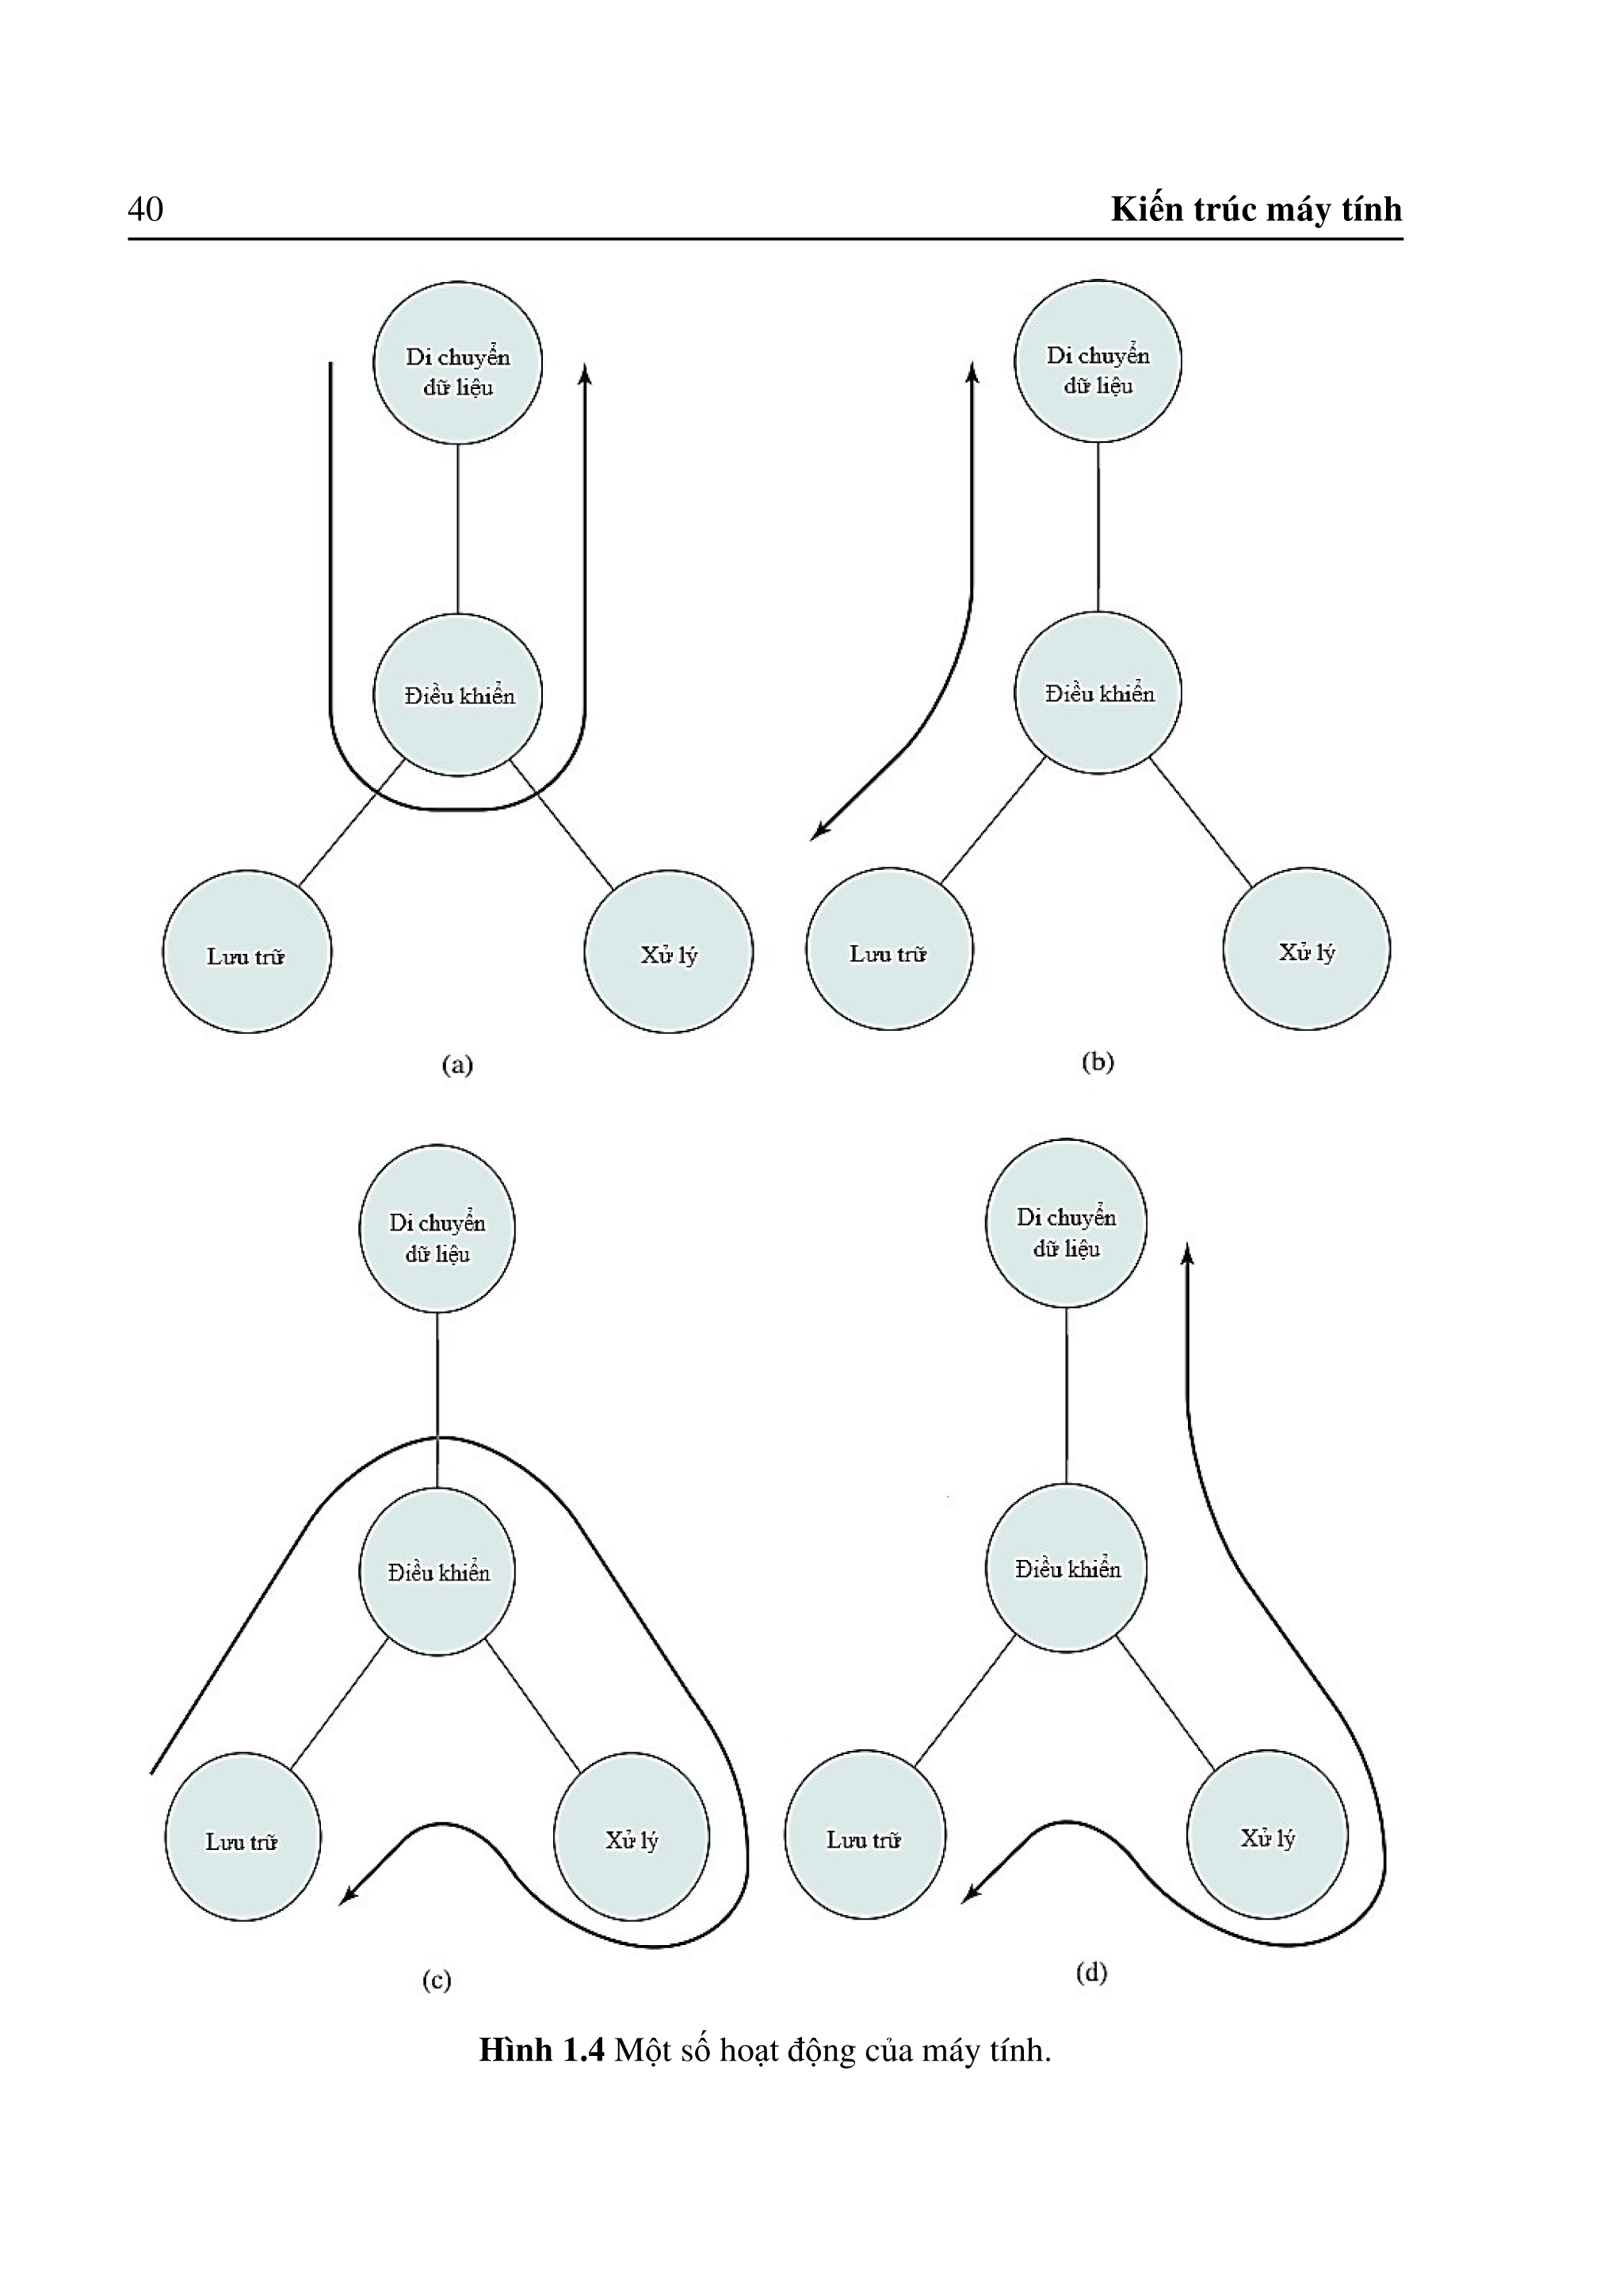 40
Kiến trúc máy tính
Di chuyển
dữ liệu
Điều khiển
Lưu trữ
Xử lý
(a)
Di chuyển
dữ liệu
Điều khiển
Lưu trữ
Xử lý
(b)
Di chuyển
dữ liệu
Điều khiển
Lưu trữ
Xử lý
(c)
Di chuyển
dữ liệu
Điều khiển
Lưu trữ
Xử lý
(d)
Hình 1.4 Một số hoạt động của máy tính.